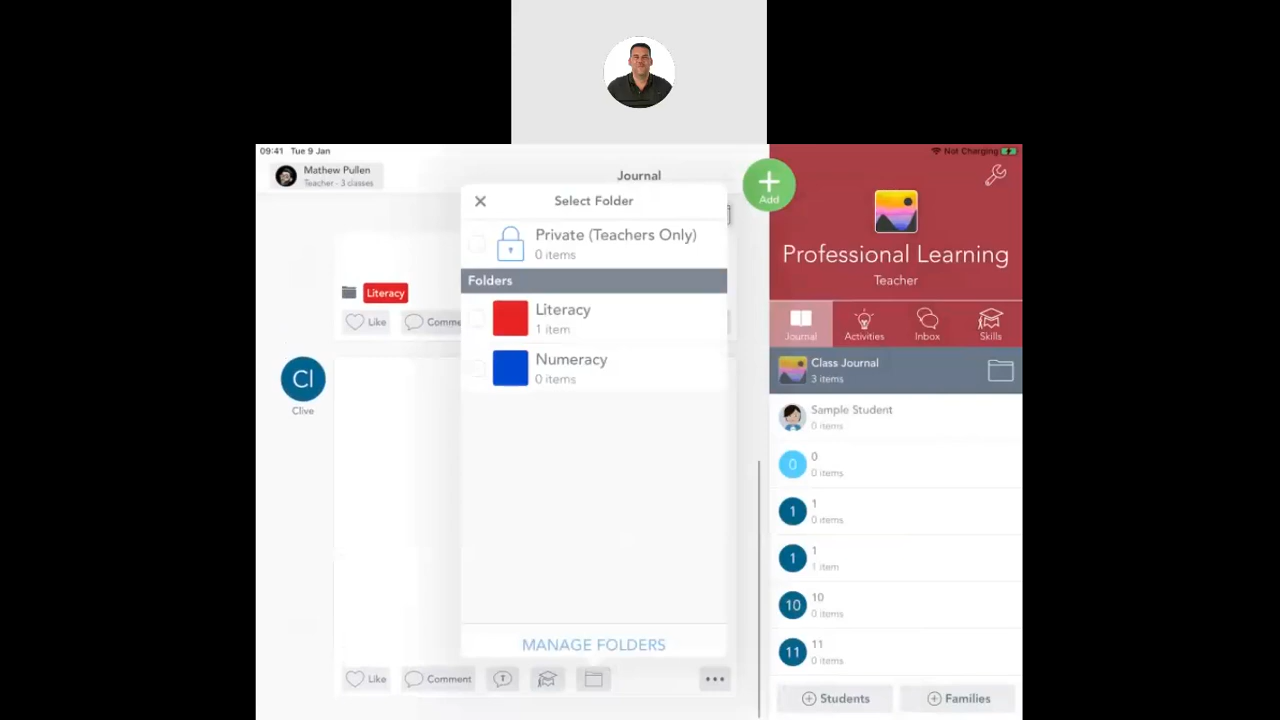 09:41 Tue 9 Jan
Not Charging
Mathew Pullen
Teacher - 3 classes
Journal
Add
Select Folder
Private (Teachers Only)
0 items
Folders
Literacy
1 item
Numeracy
0 items
MANAGE FOLDERS
Literacy
Like
Comme
Cl
Clive
Like
Comment
T
Professional Learning
Teacher
Journal
Activities
Inbox
Skills
Class Journal
3 items
Sample Student
0 items
0
0
0 items
1
1
0 items
1
1
1 item
10
10
0 items
11
11
0 items
Students
Families